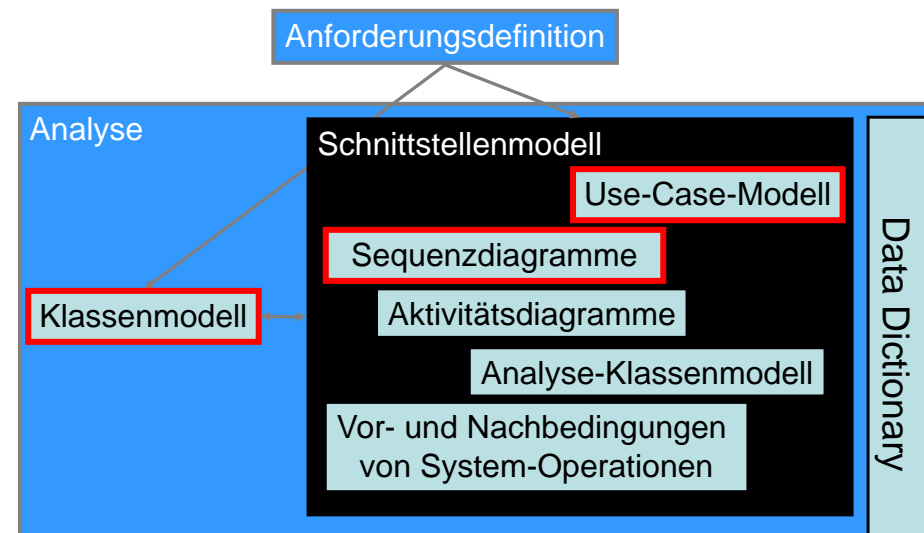 Anforderungsdefinition
Analyse
Schnittstellenmodell
Use-Case-Modell
Sequenzdiagramme
Klassenmodell
Aktivitätsdiagramme
Analyse-Klassenmodell
Vor- und Nachbedingungen
von System-Operationen
Data Dictionary